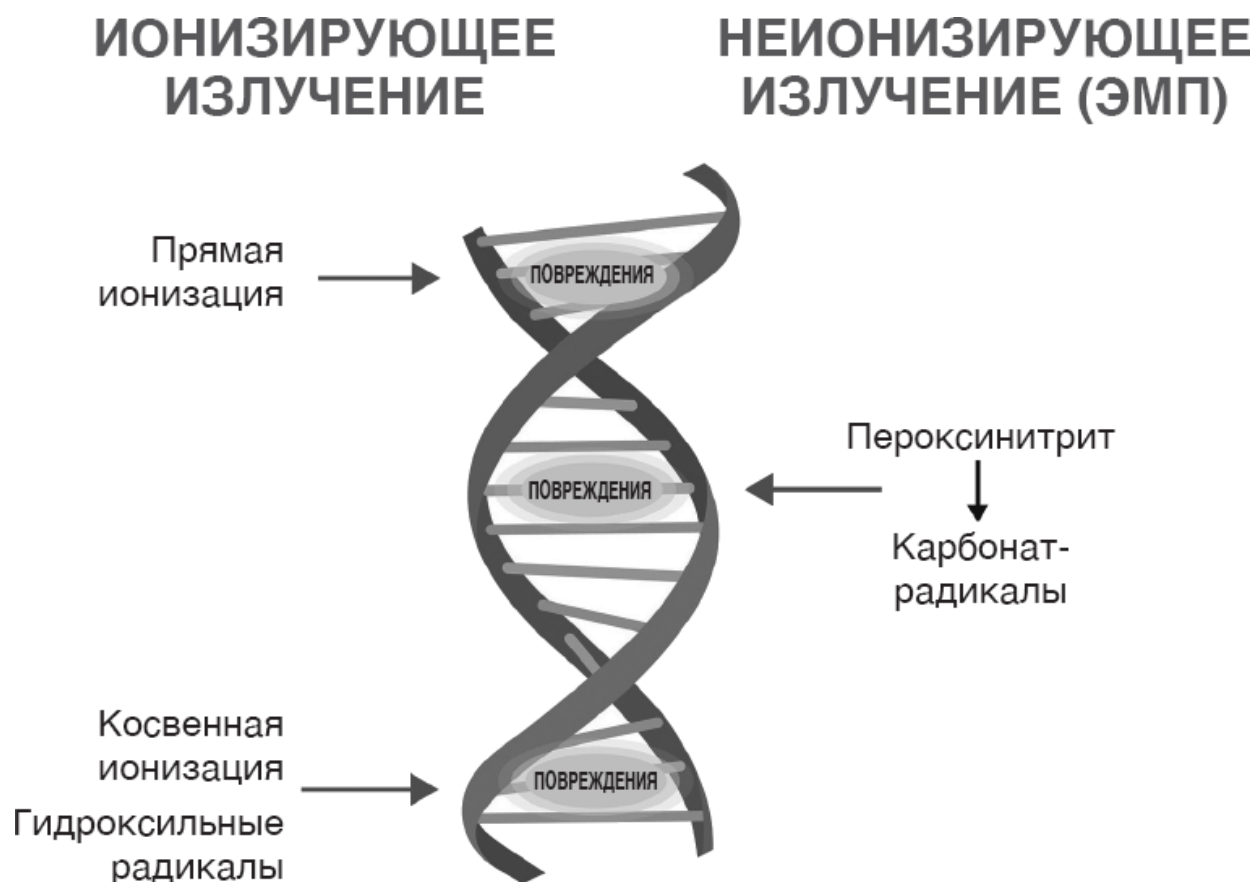 ИОНИЗИРУЮЩЕЕ
ИЗЛУЧЕНИЕ
НЕИОНИЗИРУЮЩЕЕ
ИЗЛУЧЕНИЕ (ЭМП)
Прямая
ионизация
ПОВРЕЖДЕНИЯ
ПОВРЕЖДЕНИЯ
Пероксинитрит
Карбонат-
радикалы
Косвенная
ионизация
Гидроксильные
радикалы
ПОВРЕЖДЕНИЯ